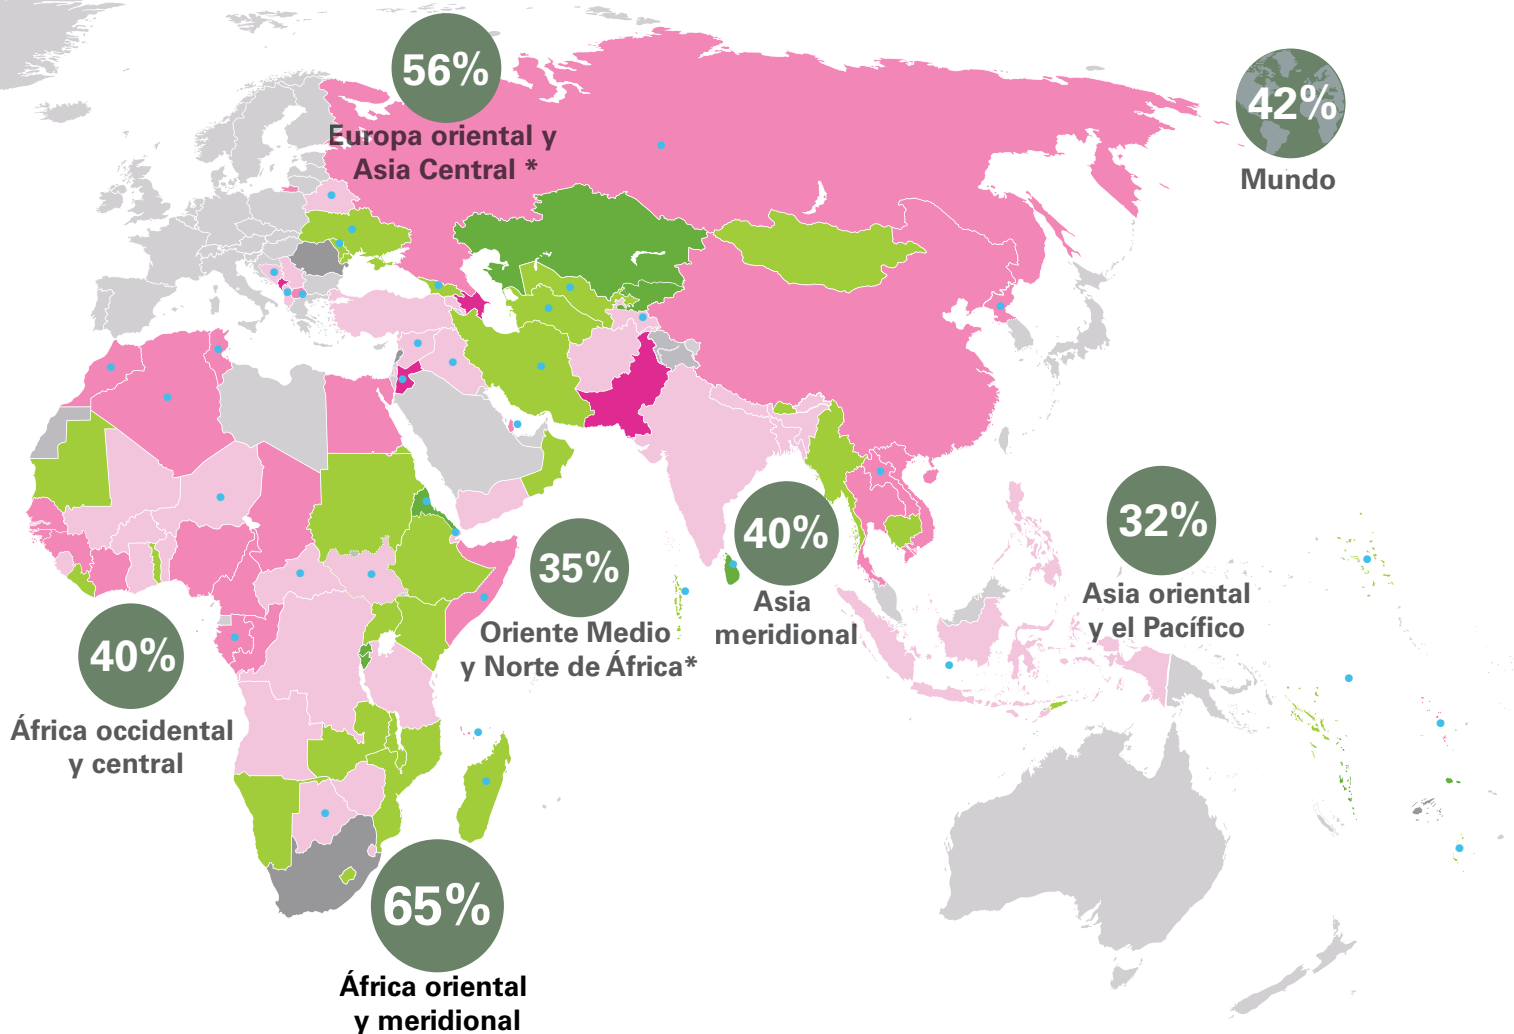 56%
Europa oriental y
Asia Central *
42%
Mundo
40%
Asia
meridional
32%
Asia oriental
y el Pacífico
35%
Oriente Medio
y Norte de África*
40%
África occidental
y central
65%
África oriental
y meridional